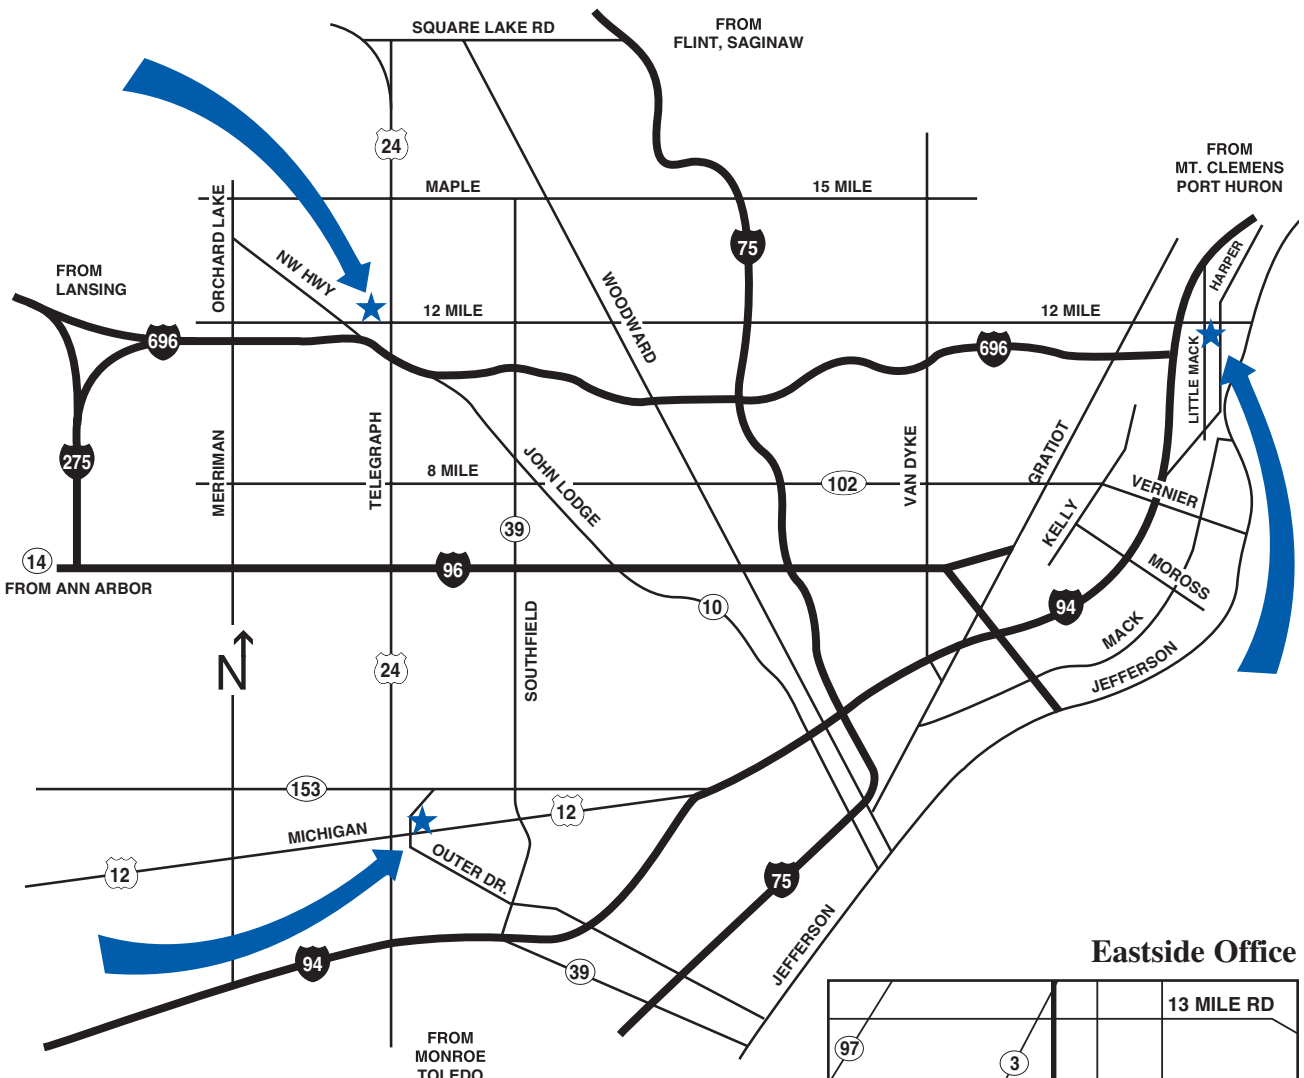 SQUARE LAKE RD
FROM
FLINT, SAGINAW
24
FROM
MT. CLEMENS
PORT HURON
MAPLE
15 MILE
ORCHARD LAKE
75
HARPER
NW HWY
FROM
LANSING
WOODWARD
12 MILE
12 MILE
696
696
LITTLE MACK
275
MERRIMAN
TELEGRAPH
8 MILE
JOHN LODGE
102
VAN DYKE
GRATIOT
VERNIER
KELLY
39
14
FROM ANN ARBOR
96
MOROSS
10
94
MACK
SOUTHFIELD
N
24
JEFFERSON
153
12
MICHIGAN
12
OUTER DR.
75
JEFFERSON
94
39
Eastside Office
13 MILE RD
97
3
FROM
MONROE
TOLEDO